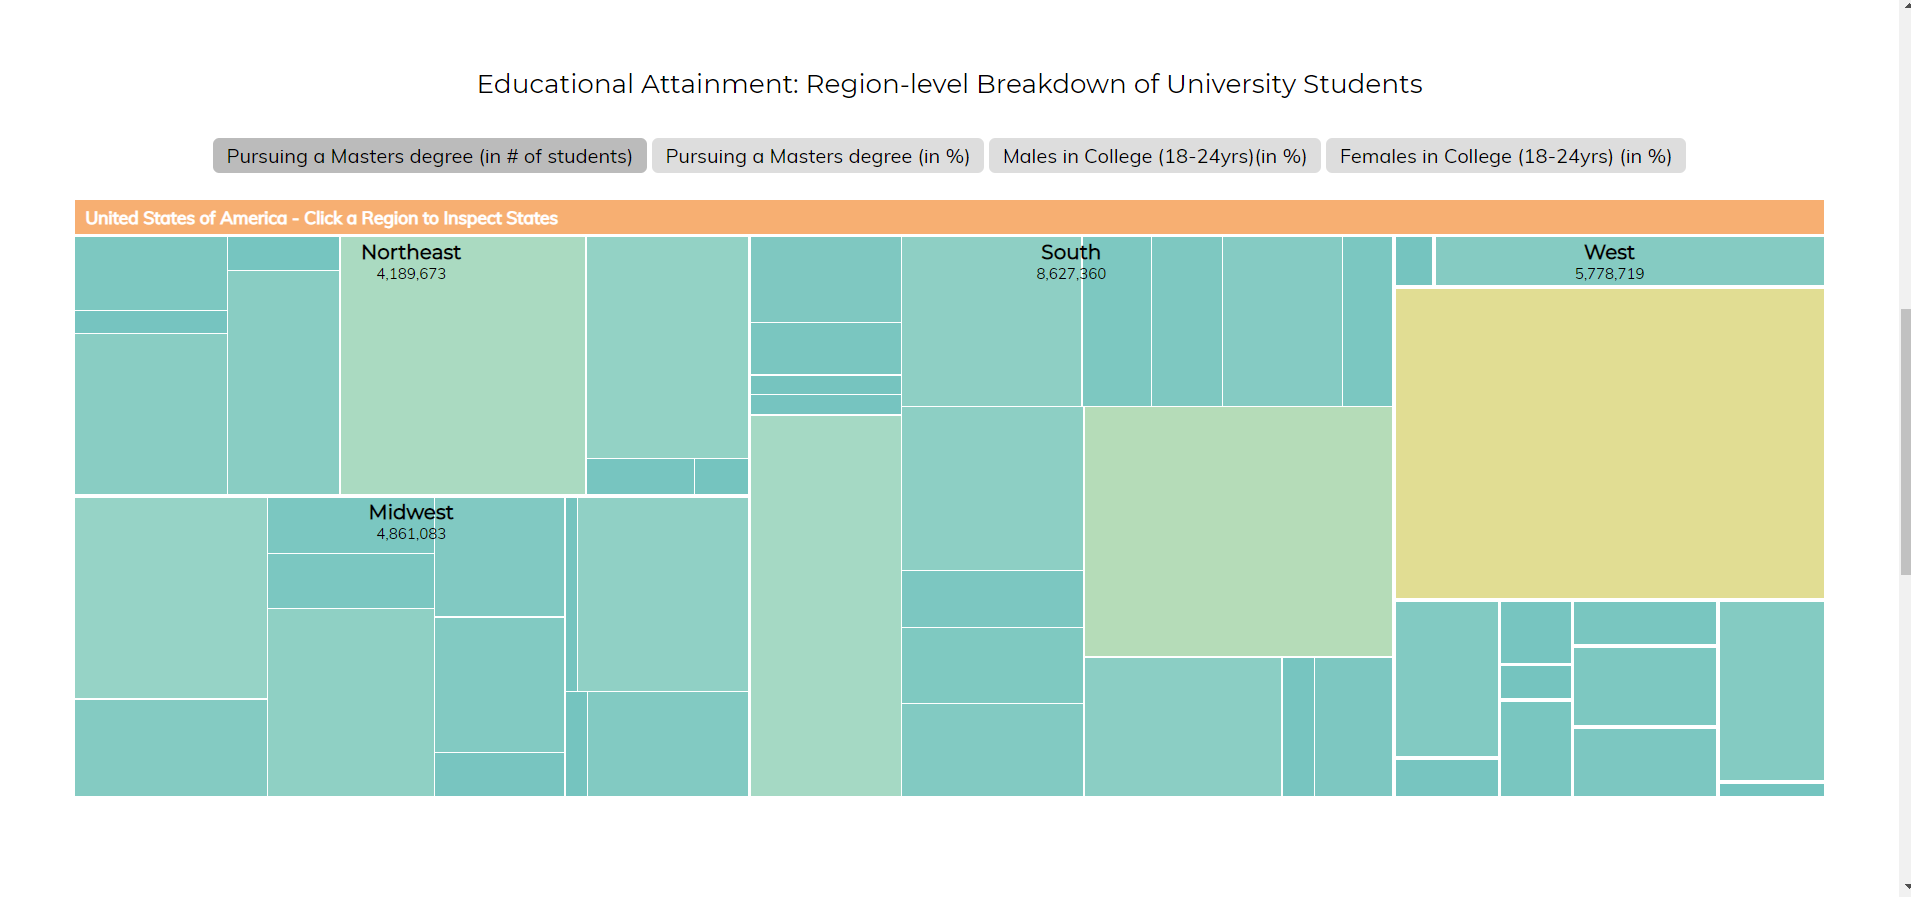 Educational Attainment: Region-level Breakdown of University Students
Pursuing a Masters degree (in # of students)
Pursuing a Masters degree (in %)
Males in College (18-24yrs)(in %)
Females in College (18-24yrs) (in %)
United States of America - Click a Region to Inspect States
Northeast
4,189,673
South
8,627,360
West
5,778,719
Midwest
4,861,083